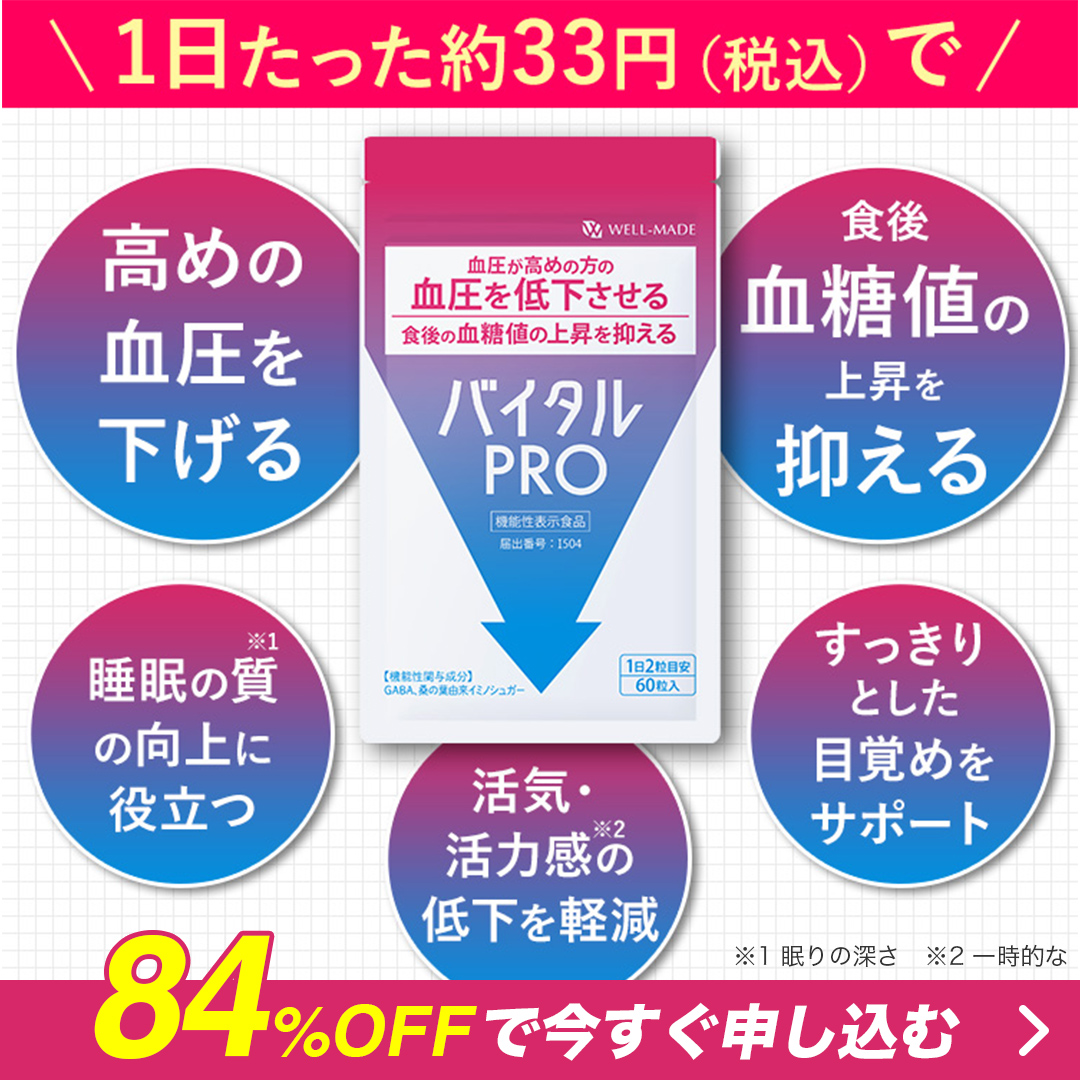 \ 1日たった約33円（税込）で /
高めの
血圧を
下げる
食後
血糖値の
上昇を
抑える
WELL-MADE
血圧が高めの方の
血圧を低下させる
食後の血糖値の上昇を抑える
バイタル
PRO
機能性表示食品
届出番号：I504
【機能性関与成分】
GABA、桑の葉由来イミノシュガー
1日2粒目安
60粒入
※1
睡眠の質
の向上に
役立つ
活気・
活力感の※2
低下を軽減
すっきり
とした
目覚めを
サポート
※1 眠りの深さ　※2 一時的な
84%OFFで今すぐ申し込む